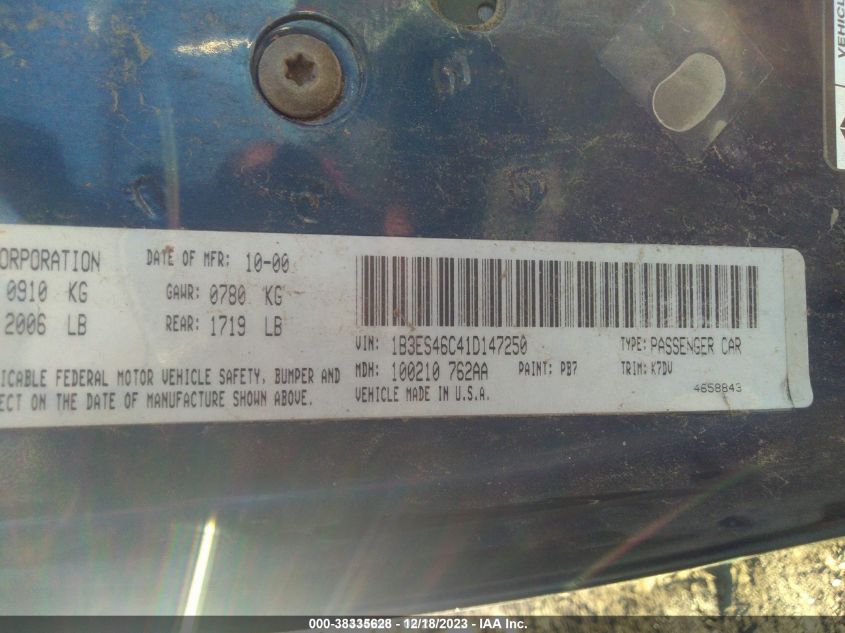 VEHICL
ORPORATION DATE OF MFR: 10-00
0910 KG GAWR: 0780 KG
2006 LB REAR: 1719 LB
VIN: 1B3ES46C41D147250 TYPE: PASSENGER CAR
MDH: 100210 762AA PAINT: PB7 TRIM: K7DV
ICABLE FEDERAL MOTOR VEHICLE SAFETY, BUMPER AND
ECT ON THE DATE OF MANUFACTURE SHOWN ABOVE.
VEHICLE MADE IN U.S.A.
4658843
000-38335628 - 12/18/2023 - IAA Inc.